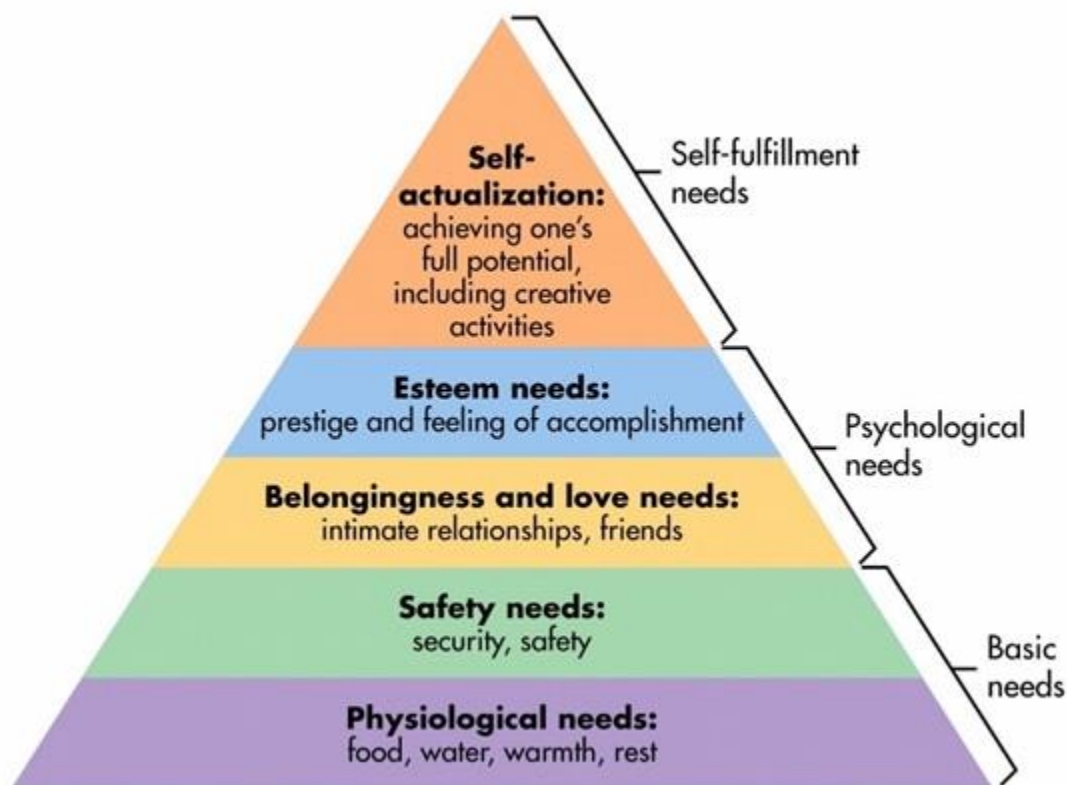 Self-
actualization:
achieving one's
full potential,
including creative
activities
Self-fulfillment
needs
Esteem needs:
prestige and feeling of accomplishment
Psychological
needs
Belongingness and love needs:
intimate relationships, friends
Safety needs:
security, safety
Basic
needs
Physiological needs:
food, water, warmth, rest